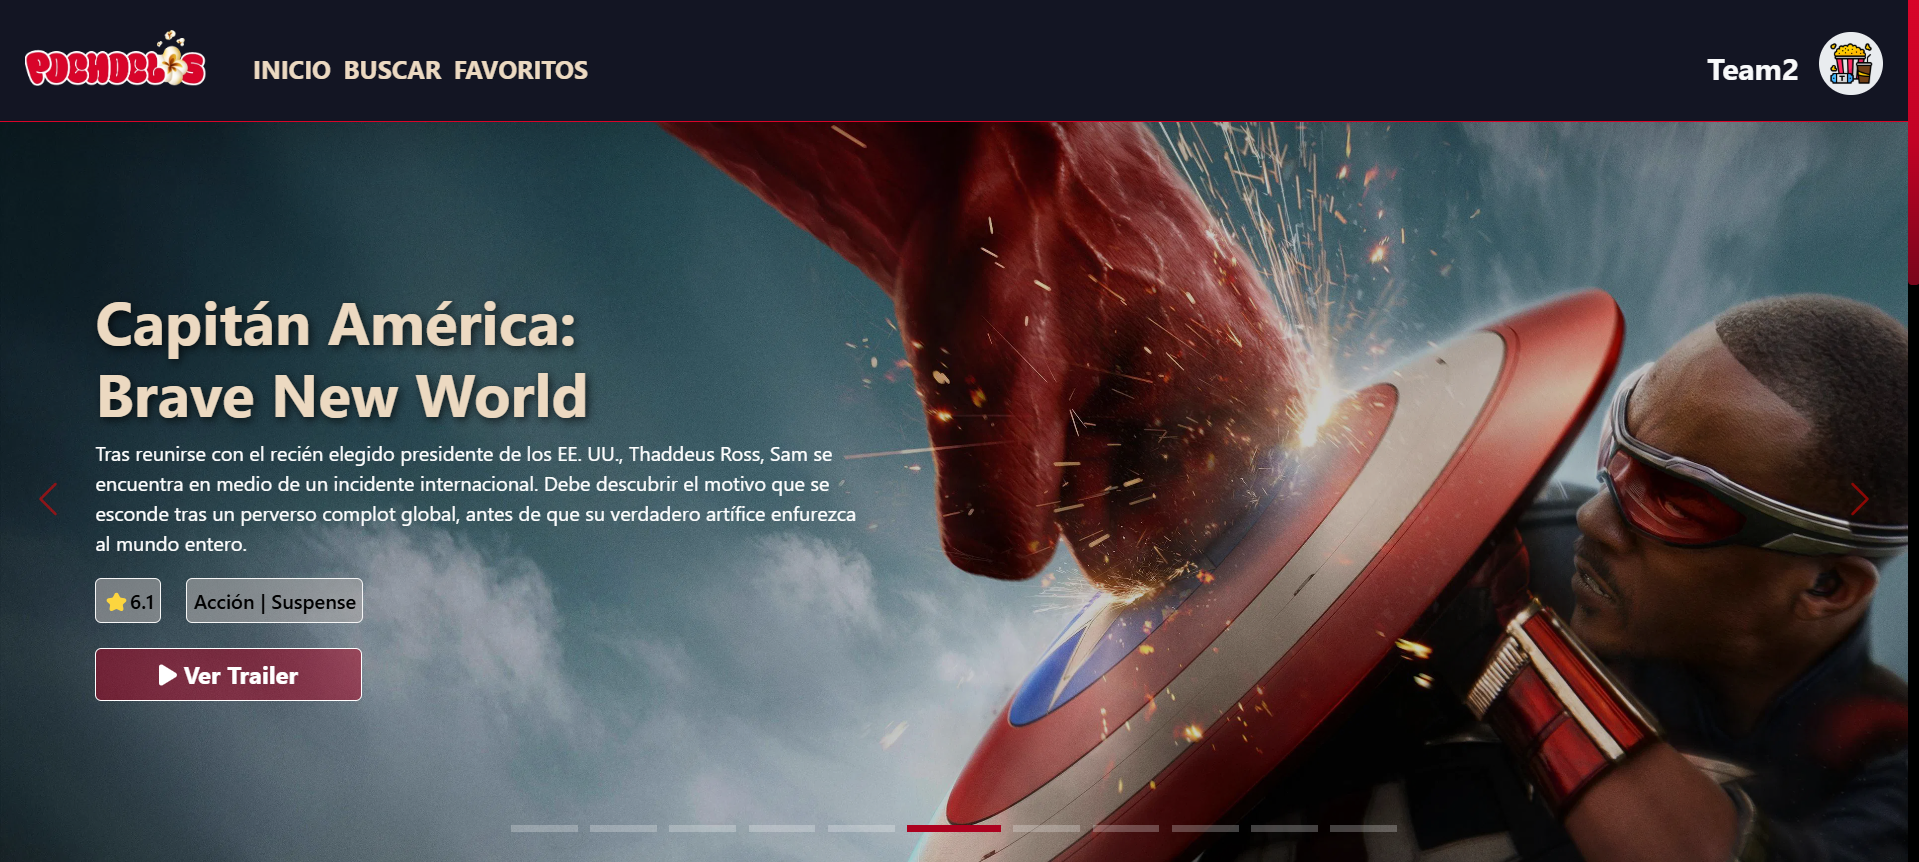 POCHOCLOS
INICIO BUSCAR FAVORITOS
Team2
Capitán América:
Brave New World
Tras reunirse con el recién elegido presidente de los EE. UU., Thaddeus Ross, Sam se
encuentra en medio de un incidente internacional. Debe descubrir el motivo que se
esconde tras un perverso complot global, antes de que su verdadero artífice enfurezca
al mundo entero.
6.1
Acción | Suspense
Ver Trailer